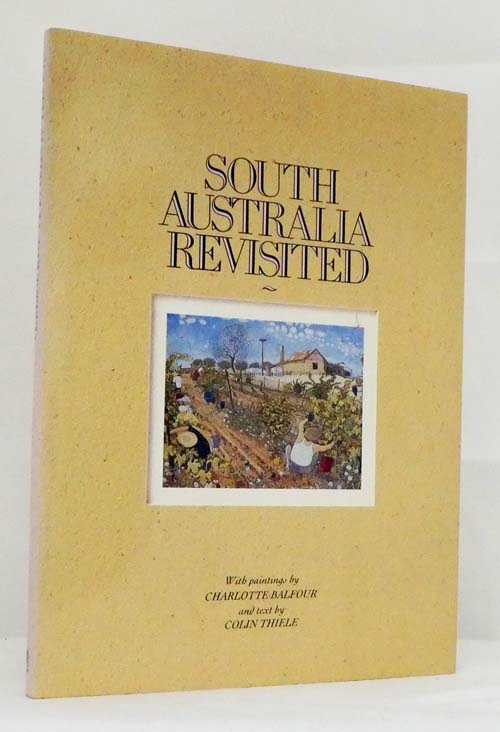 SOUTH
AUSTRALIA
REVISITED
~
With paintings by
CHARLOTTE BALFOUR
and text by
COLIN THIELE